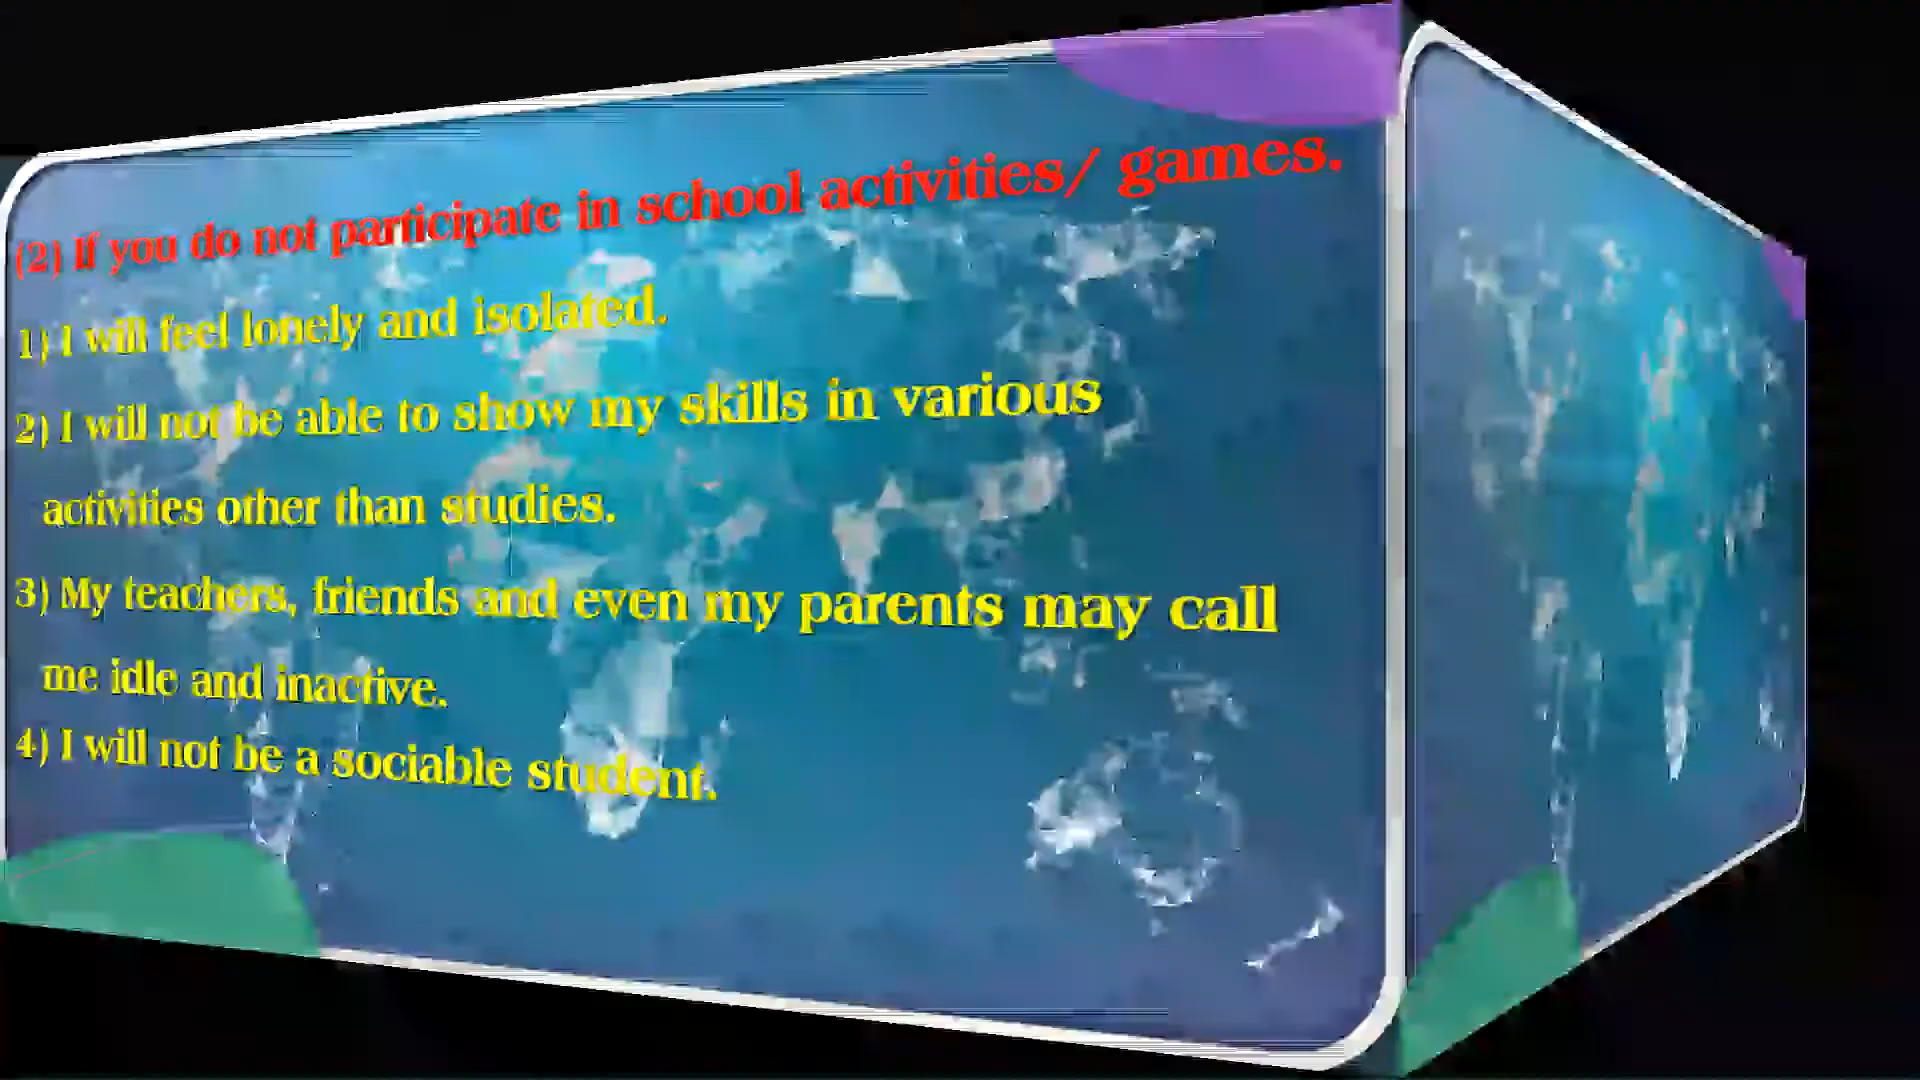 (2) If you do not participate in school activities/ games.
1) I will feel lonely and isolated.
2) I will not be able to show my skills in various
activities other than studies.
3) My teachers, friends and even my parents may call
me idle and inactive.
4) I will not be a sociable student.